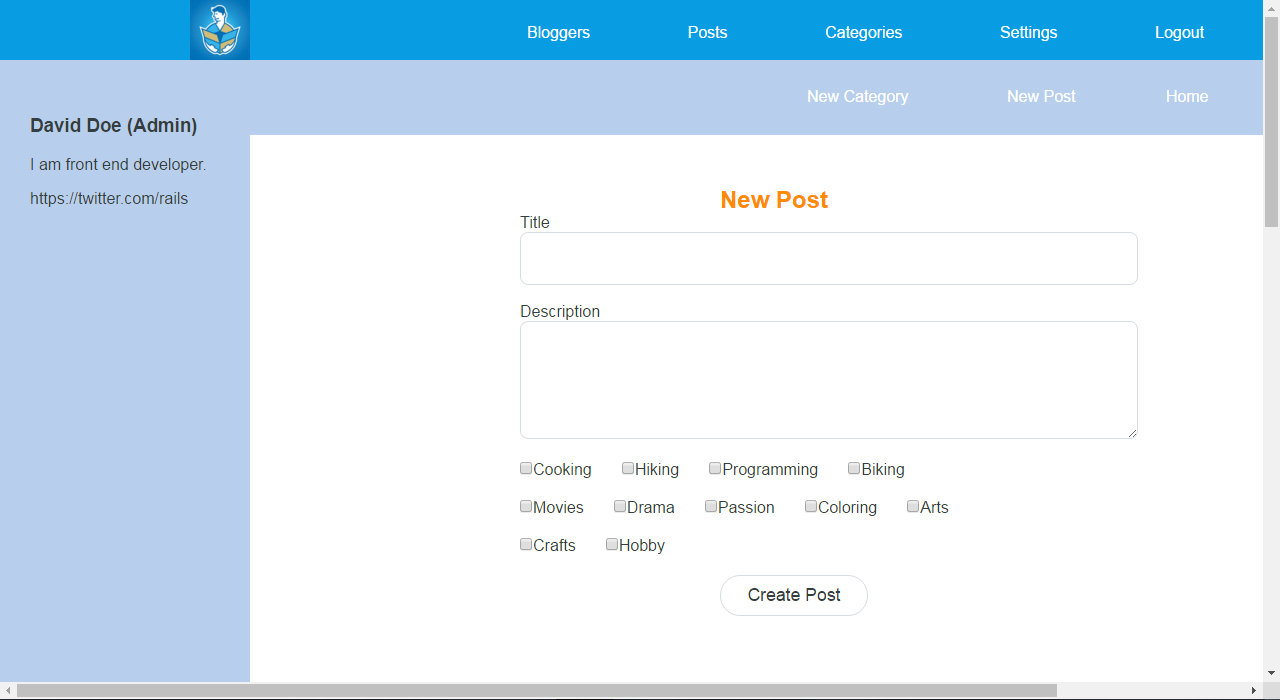 Bloggers Posts Categories Settings Logout
New Category New Post Home
David Doe (Admin)
I am front end developer.
https://twitter.com/rails
New Post
Title
Description
Cooking Hiking Programming Biking
Movies Drama Passion Coloring Arts
Crafts Hobby
Create Post